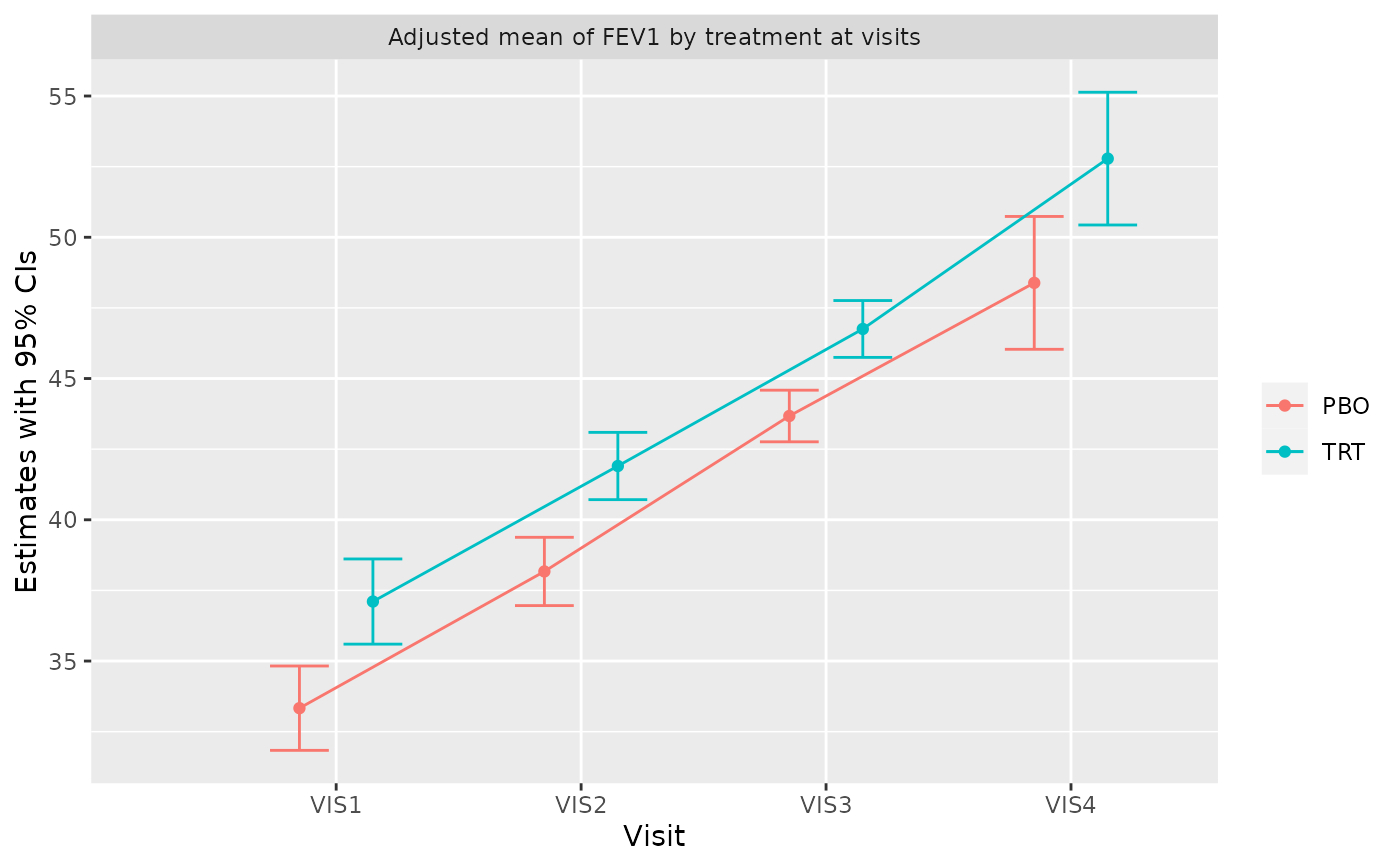 Adjusted mean of FEV1 by treatment at visits
Estimates with 95% CIs
55
50
45
40
35
VIS1 VIS2 VIS3 VIS4
Visit
PBO
TRT